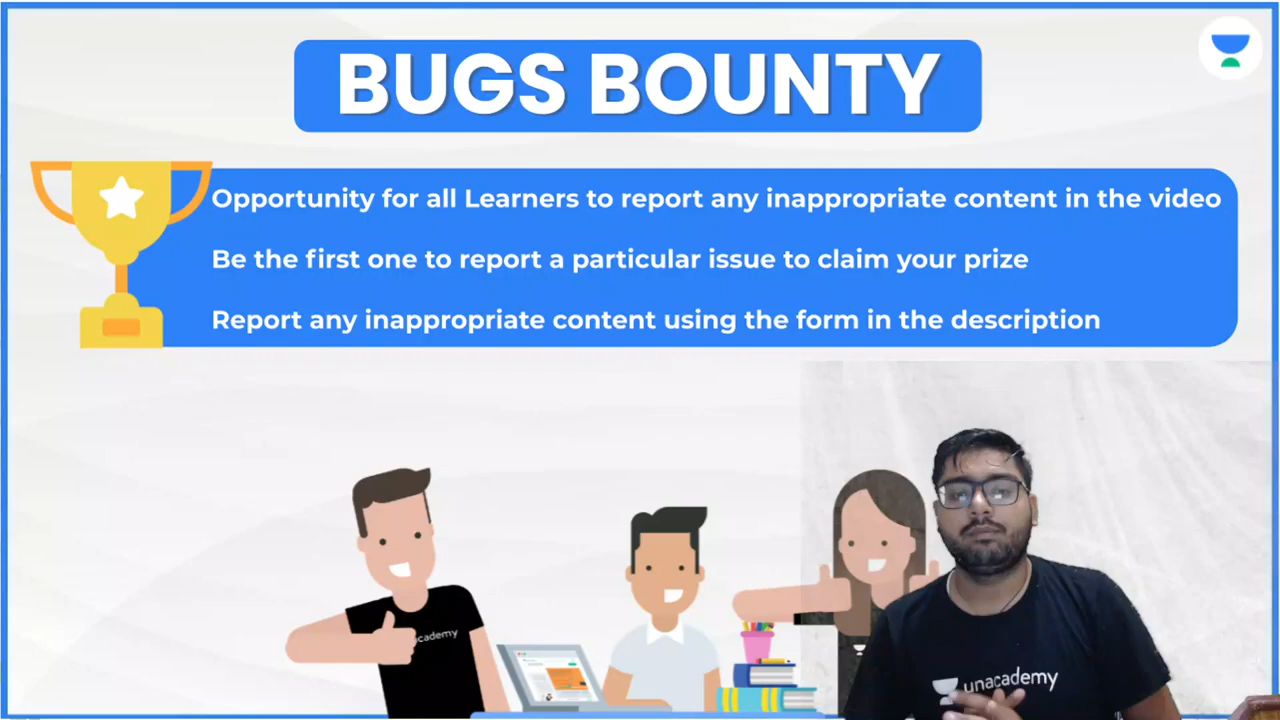 BUGS BOUNTY
Opportunity for all Learners to report any inappropriate content in the video
Be the first one to report a particular issue to claim your prize
Report any inappropriate content using the form in the description
academy
unacademy